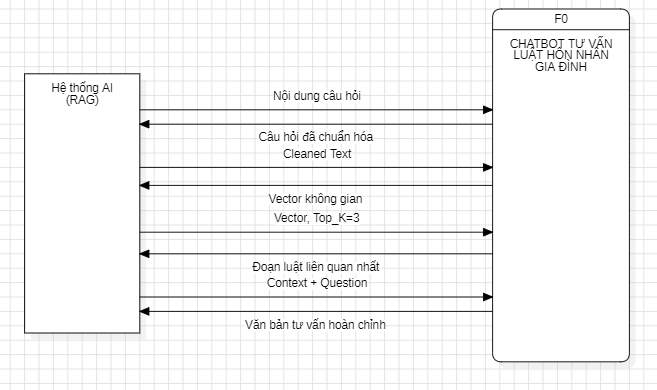 F0
CHATBOT TƯ VẤN
LUẬT HÔN NHÂN
GIA ĐÌNH
Hệ thống AI
(RAG)
Nội dung câu hỏi
Câu hỏi đã chuẩn hóa
Cleaned Text
Vector không gian
Vector, Top_K=3
Đoạn luật liên quan nhất
Context + Question
Văn bản tư vấn hoàn chỉnh